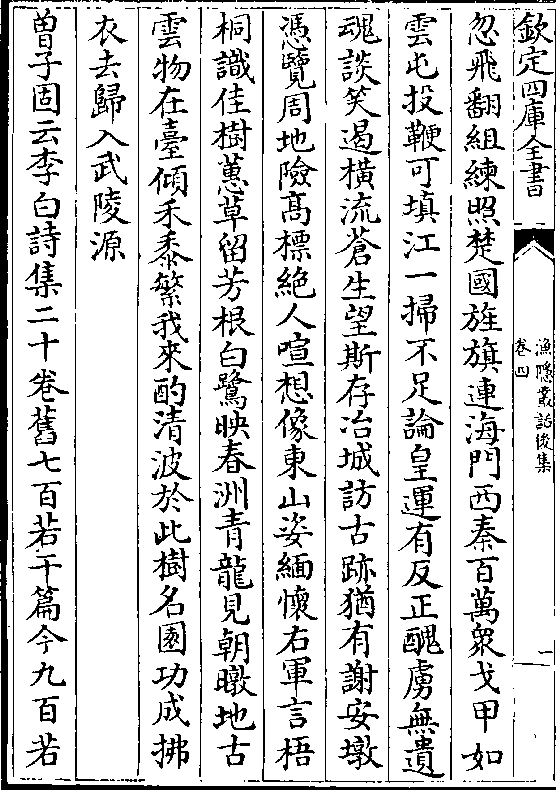 欽定四庫全書
漁隱叢話後集
卷四
一
忽飛翻組練照楚國旌旗連海門西秦百萬衆戈甲如
雲屯投鞭可填江一掃不足論皇運有反正醜虜無遺
魂談笑遏橫流蒼生望斯存冶城訪古跡猶有謝安墩
憑覽周地險高標絶人喧想像東山姿緬懷右軍言梧
桐識佳樹蕙草留芳根白鷺映春洲青龍見朝暾地古
雲物在臺傾禾黍繁我來酌清波於此樹名園功成拂
衣去歸入武陵源
曽子固云李白詩集二十卷舊七百若干篇今九百若